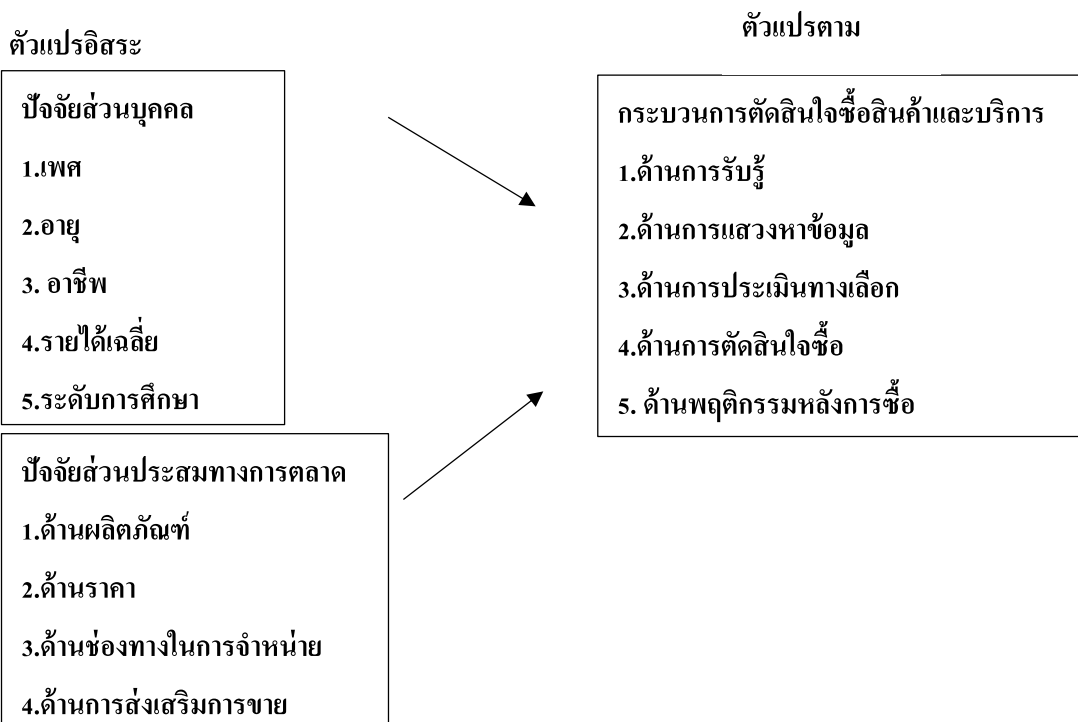 ตัวแปรอิสระ
ปัจจัยส่วนบุคคล
1.เพศ
2.อายุ
3. อาชีพ
4.รายได้เฉลี่ย
5.ระดับการศึกษา
ปัจจัยส่วนประสมทางการตลาด
1.ด้านผลิตภัณฑ์
2.ด้านราคา
3.ด้านช่องทางในการจำหน่าย
4.ด้านการส่งเสริมการขาย
ตัวแปรตาม
กระบวนการตัดสินใจซื้อสินค้าและบริการ
1.ด้านการรับรู้
2.ด้านการแสวงหาข้อมูล
3.ด้านการประเมินทางเลือก
4.ด้านการตัดสินใจซื้อ
5. ด้านพฤติกรรมหลังการซื้อ